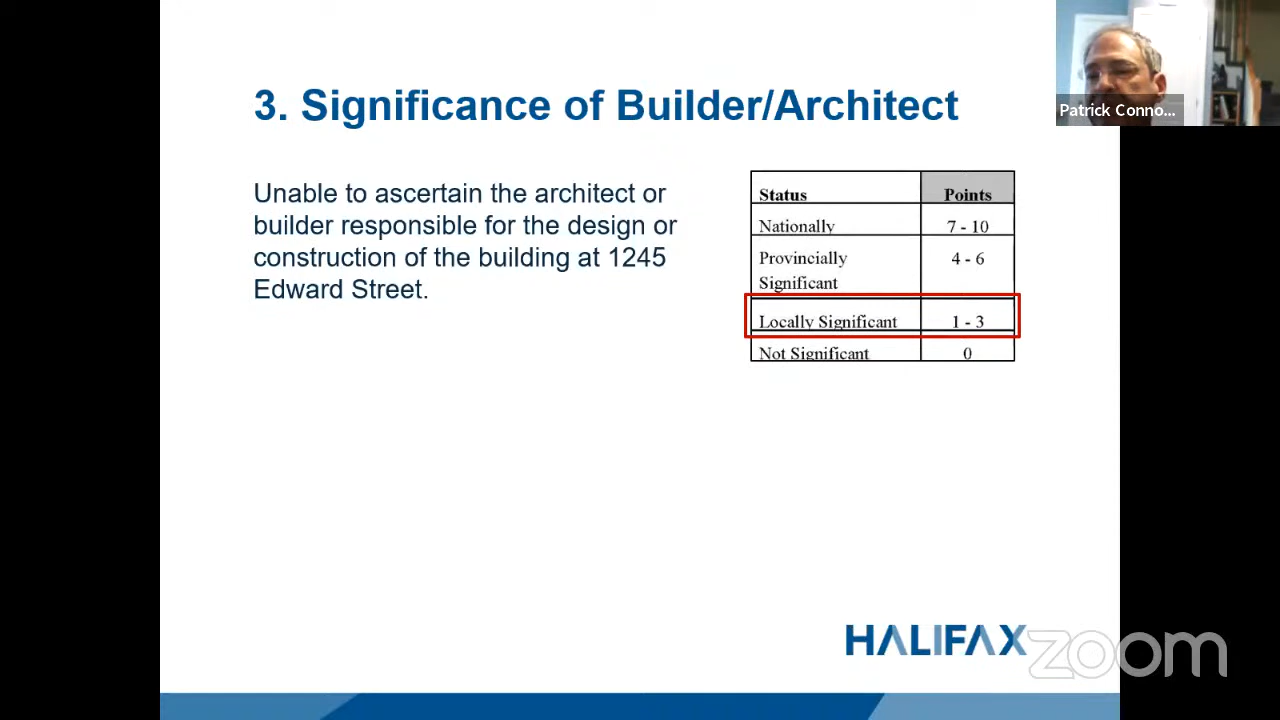 3. Significance of Builder/Architect
Patrick Conno...
Unable to ascertain the architect or
builder responsible for the design or
construction of the building at 1245
Edward Street.
Status Points
Nationally 7 - 10
Provincially 4 - 6
Significant
Locally Significant 1 - 3
Not Significant 0
HALIFAX
zoom